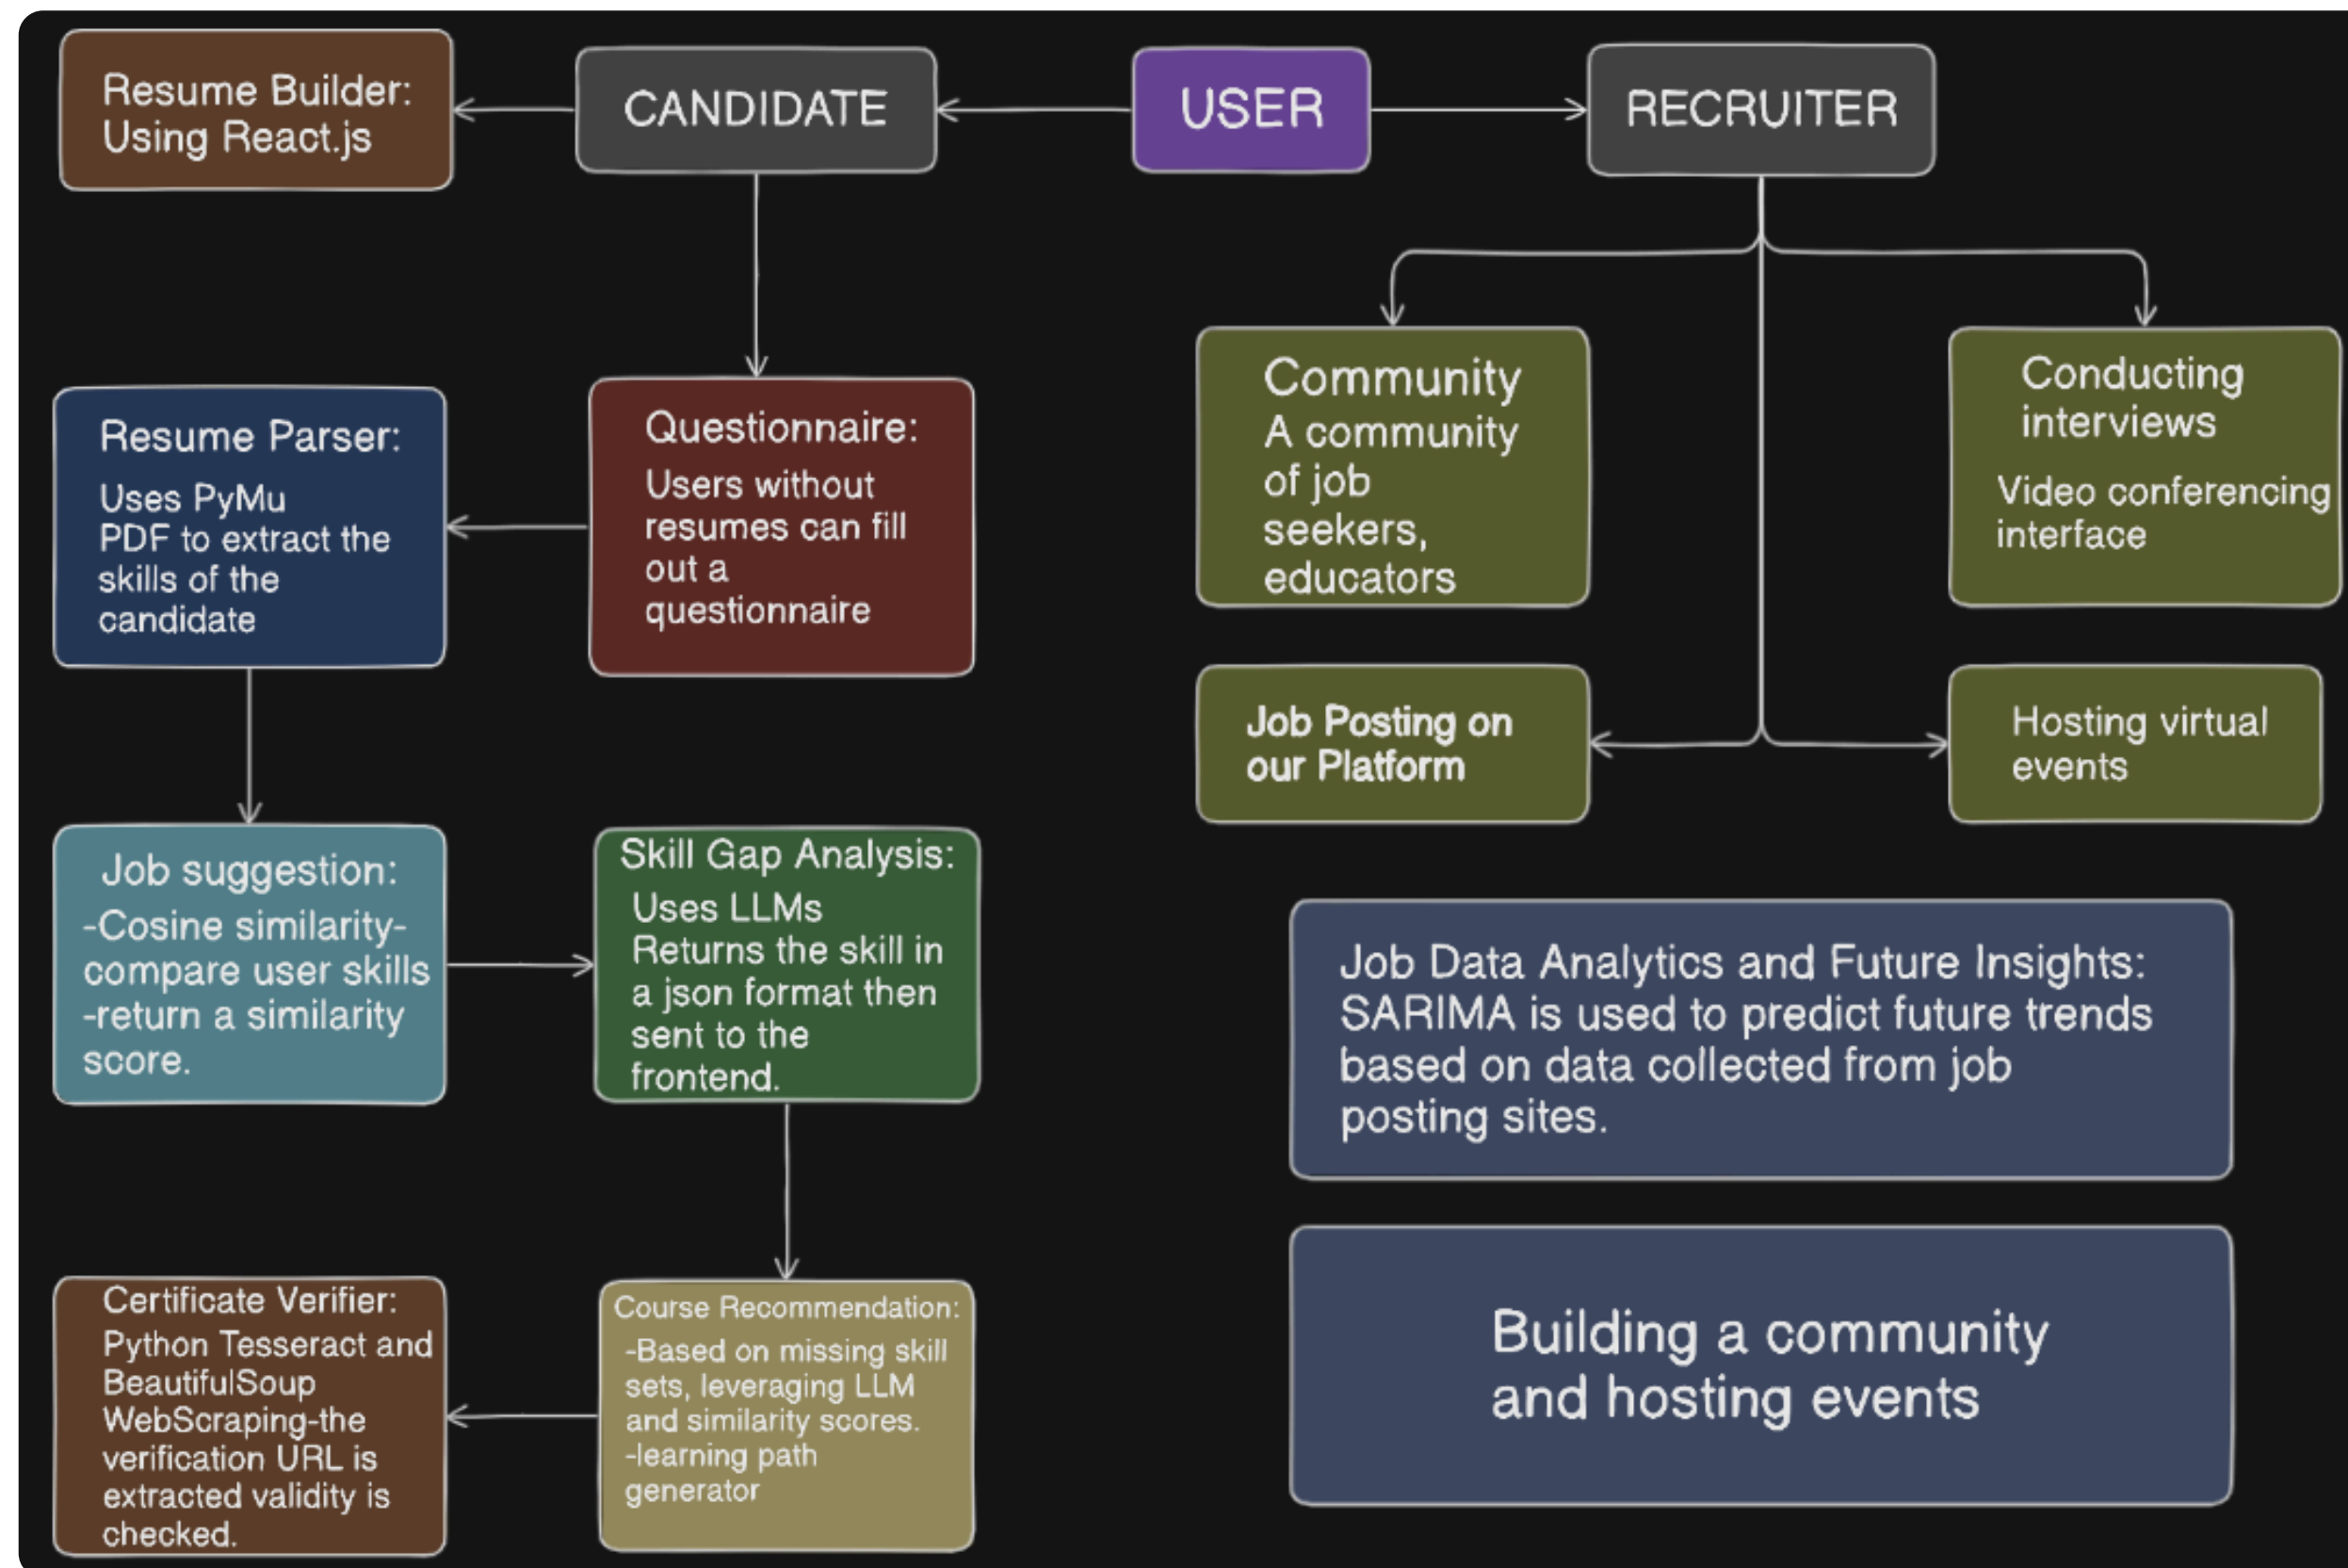 Resume Builder:
Using React.js
CANDIDATE
USER
RECRUITER
Resume Parser:
Uses PyMu
PDF to extract the
skills of the
candidate
Questionnaire:
Users without
resumes can fill
out a
questionnaire
Community
A community
of job
seekers,
educators
Conducting
interviews
Video conferencing
interface
Job Posting on
our Platform
Hosting virtual
events
Job suggestion:
-Cosine similarity-
compare user skills
-return a similarity
score.
Skill Gap Analysis:
Uses LLMs
Returns the skill in
a json format then
sent to the
frontend.
Job Data Analytics and Future Insights:
SARIMA is used to predict future trends
based on data collected from job
posting sites.
Certificate Verifier:
Python Tesseract and
BeautifulSoup
WebScraping-the
verification URL is
extracted validity is
checked.
Course Recommendation:
-Based on missing skill
sets, leveraging LLM
and similarity scores.
-learning path
generator
Building a community
and hosting events